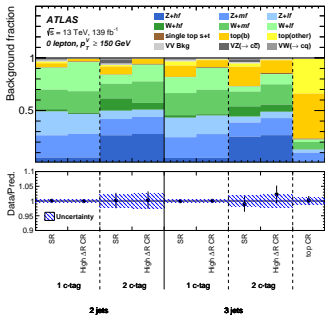 ATLAS
√s = 13 TeV, 139 fb⁻¹
0 lepton, p_T^V ≥ 150 GeV
Z+hf
Z+mf
Z+lf
W+hf
W+mf
W+lf
single top s+t
top(b)
top(other)
VV Bkg
VZ(→ cc̄)
VW(→ cq)
Background fraction
1
0.5
Data/Pred.
1.1
1.05
1
0.95
0.9
Uncertainty
SR
High ΔR CR
SR
High ΔR CR
SR
High ΔR CR
SR
High ΔR CR
top CR
1 c-tag
2 c-tag
1 c-tag
2 c-tag
2 jets
3 jets